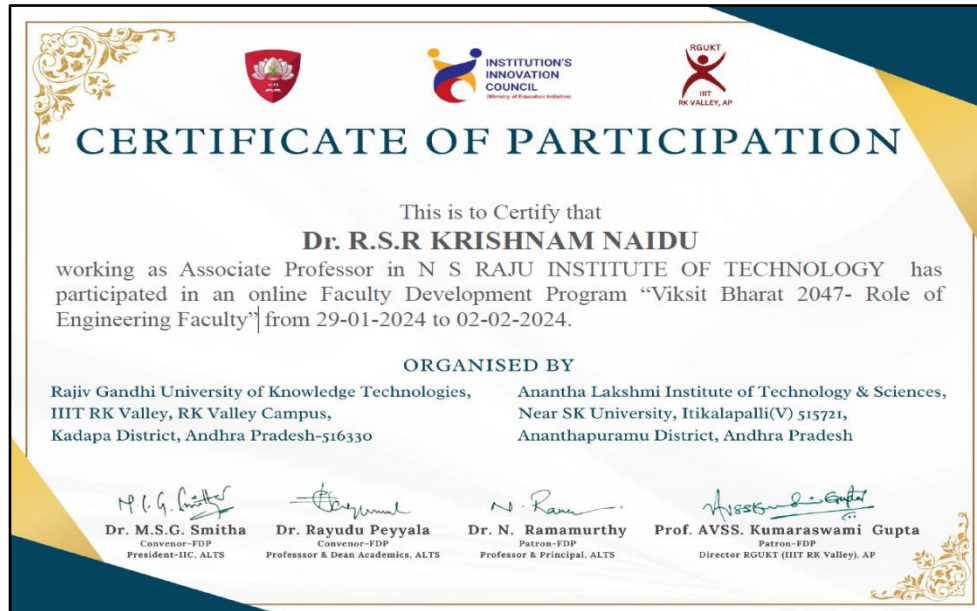 INSTITUTION'S
INNOVATION
COUNCIL
(Ministry of Education Initiative)
RGUKT
IIIT
RK VALLEY, AP
CERTIFICATE OF PARTICIPATION
This is to Certify that
Dr. R.S.R KRISHNAM NAIDU
working as Associate Professor in N S RAJU INSTITUTE OF TECHNOLOGY has
participated in an online Faculty Development Program “Viksit Bharat 2047- Role of
Engineering Faculty” from 29-01-2024 to 02-02-2024.
ORGANISED BY
Rajiv Gandhi University of Knowledge Technologies,
IIIT RK Valley, RK Valley Campus,
Kadapa District, Andhra Pradesh-516330
Anantha Lakshmi Institute of Technology & Sciences,
Near SK University, Itikalapalli(V) 515721,
Ananthapuramu District, Andhra Pradesh
Dr. M.S.G. Smitha
Convenor-FDP
President-IIC, ALTS
Dr. Rayudu Peyyala
Convenor-FDP
Professsor & Dean Academics, ALTS
Dr. N. Ramamurthy
Patron-FDP
Professor & Principal, ALTS
Prof. AVSS. Kumaraswami Gupta
Patron-FDP
Director RGUKT (IIIT RK Valley), AP